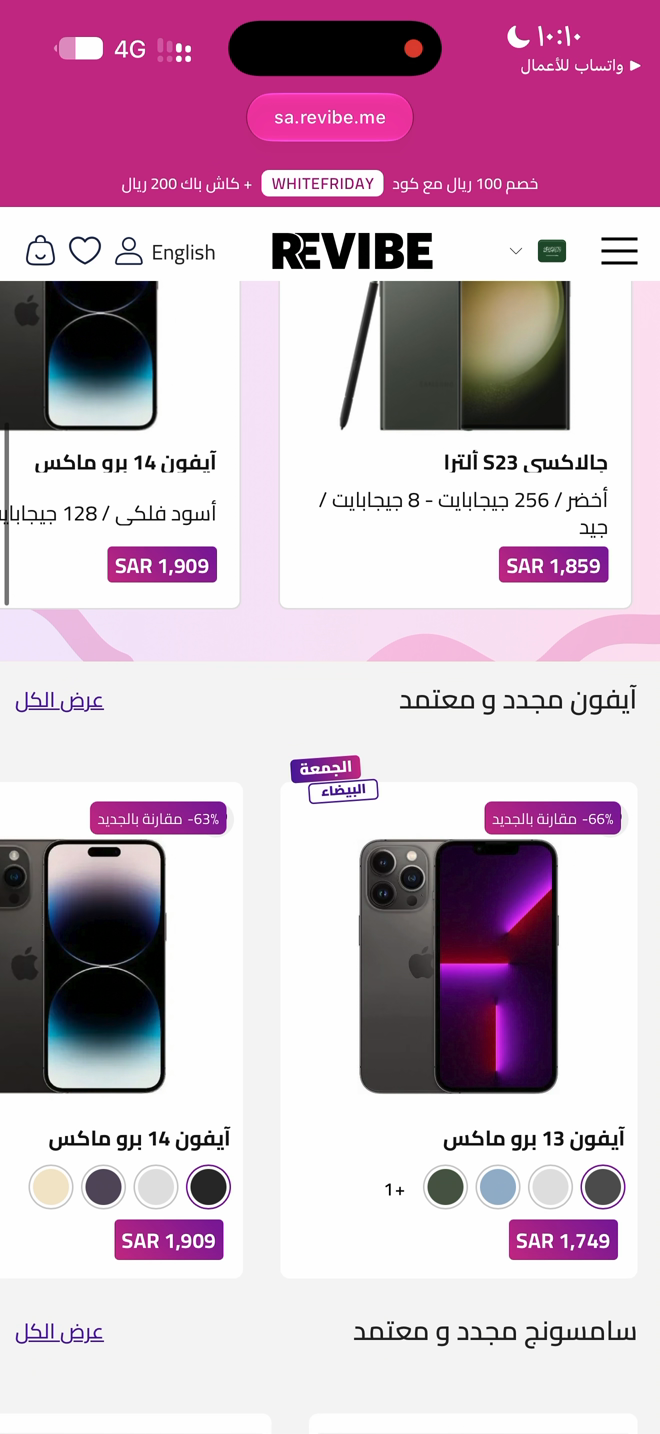 ١٠:١٠
4G
واتساب للأعمال ◀
sa.revibe.me
خصم 100 ريال مع كود WHITEFRIDAY + كاش باك 200 ريال
REVIBE
English
جالاكسي S23 ألترا
أخضر / 256 جيجابايت - 8 جيجابايت /
جيد
SAR 1,859
آيفون 14 برو ماكس
أسود فلكي / 128 جيجابايت
SAR 1,909
آيفون مجدد و معتمد
عرض الكل
الجمعة
البيضاء
-66% مقارنة بالجديد
آيفون 13 برو ماكس
+1
SAR 1,749
-63% مقارنة بالجديد
آيفون 14 برو ماكس
SAR 1,909
سامسونج مجدد و معتمد
عرض الكل